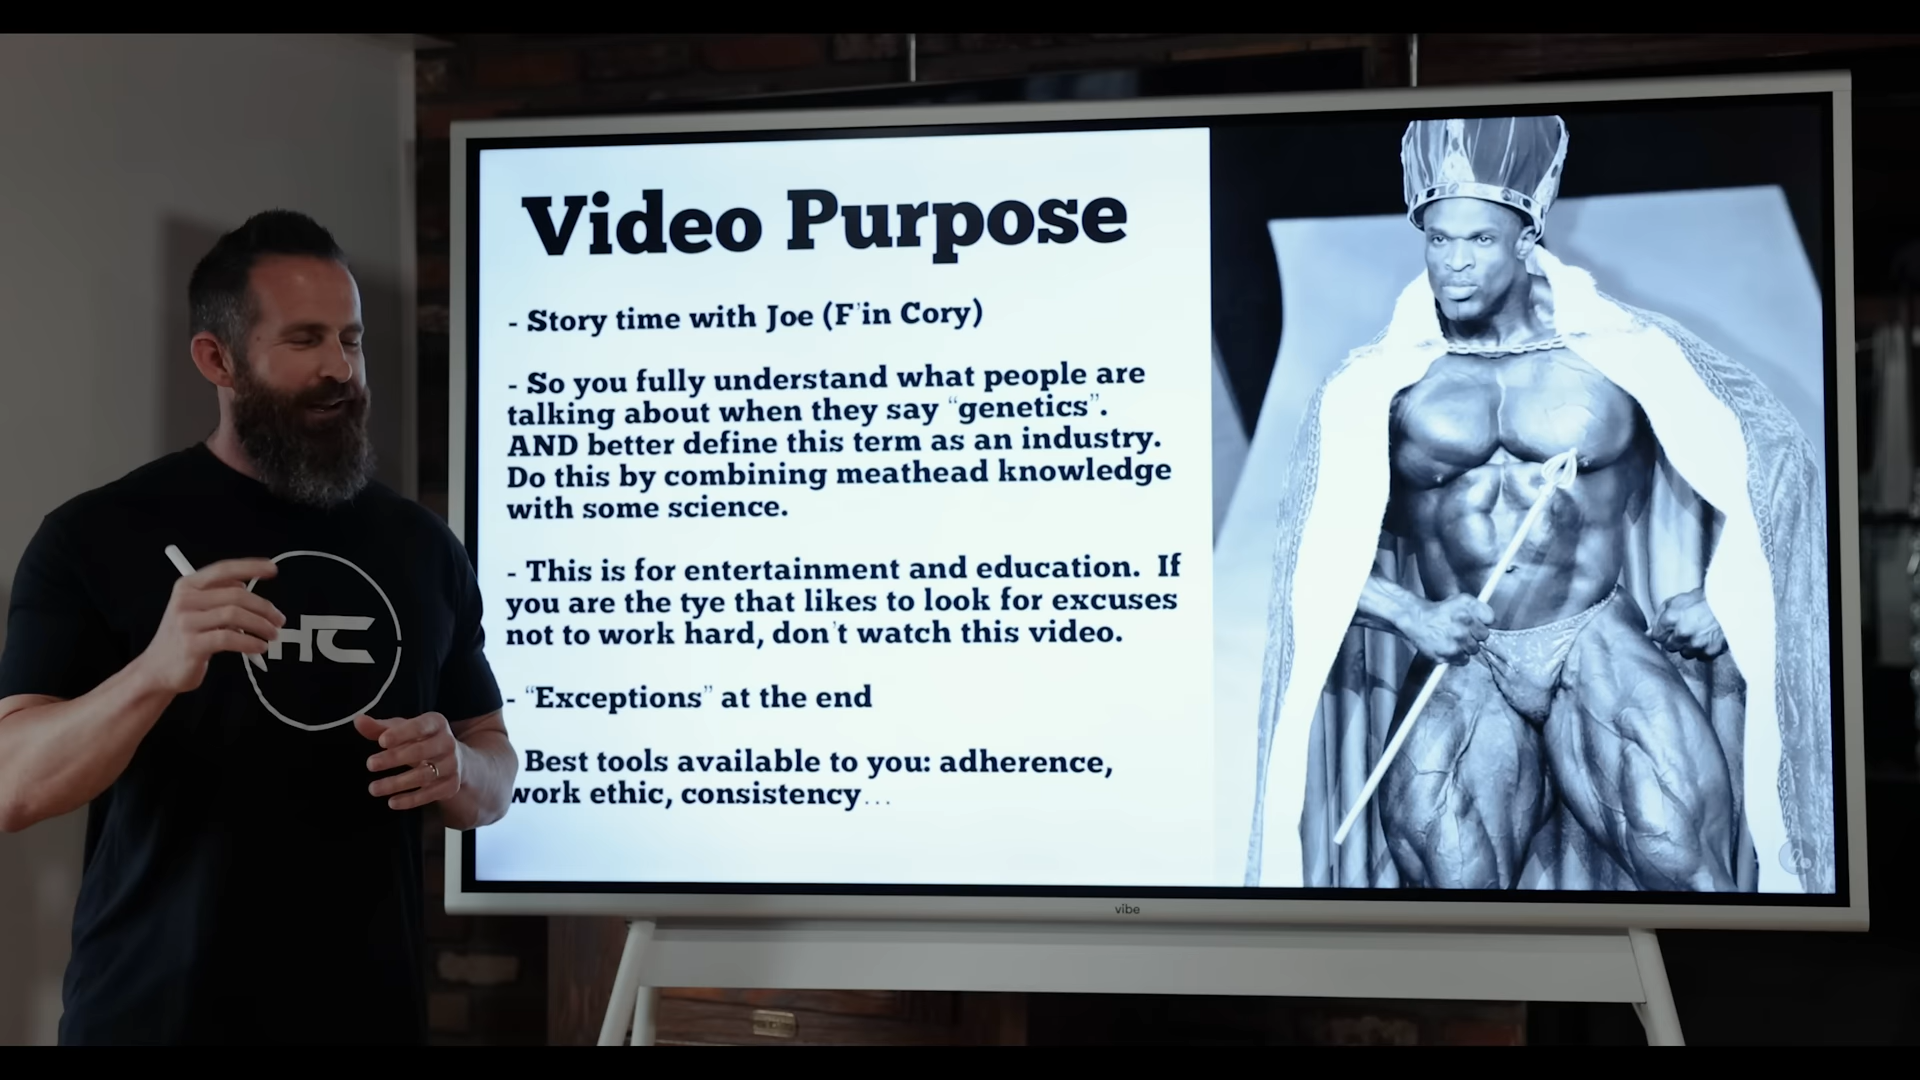 Video Purpose
- Story time with Joe (F'in Cory)
- So you fully understand what people are
talking about when they say "genetics".
AND better define this term as an industry.
Do this by combining meathead knowledge
with some science.
- This is for entertainment and education. If
you are the tye that likes to look for excuses
not to work hard, don't watch this video.
- "Exceptions" at the end
Best tools available to you: adherence,
work ethic, consistency...
HC
vibe